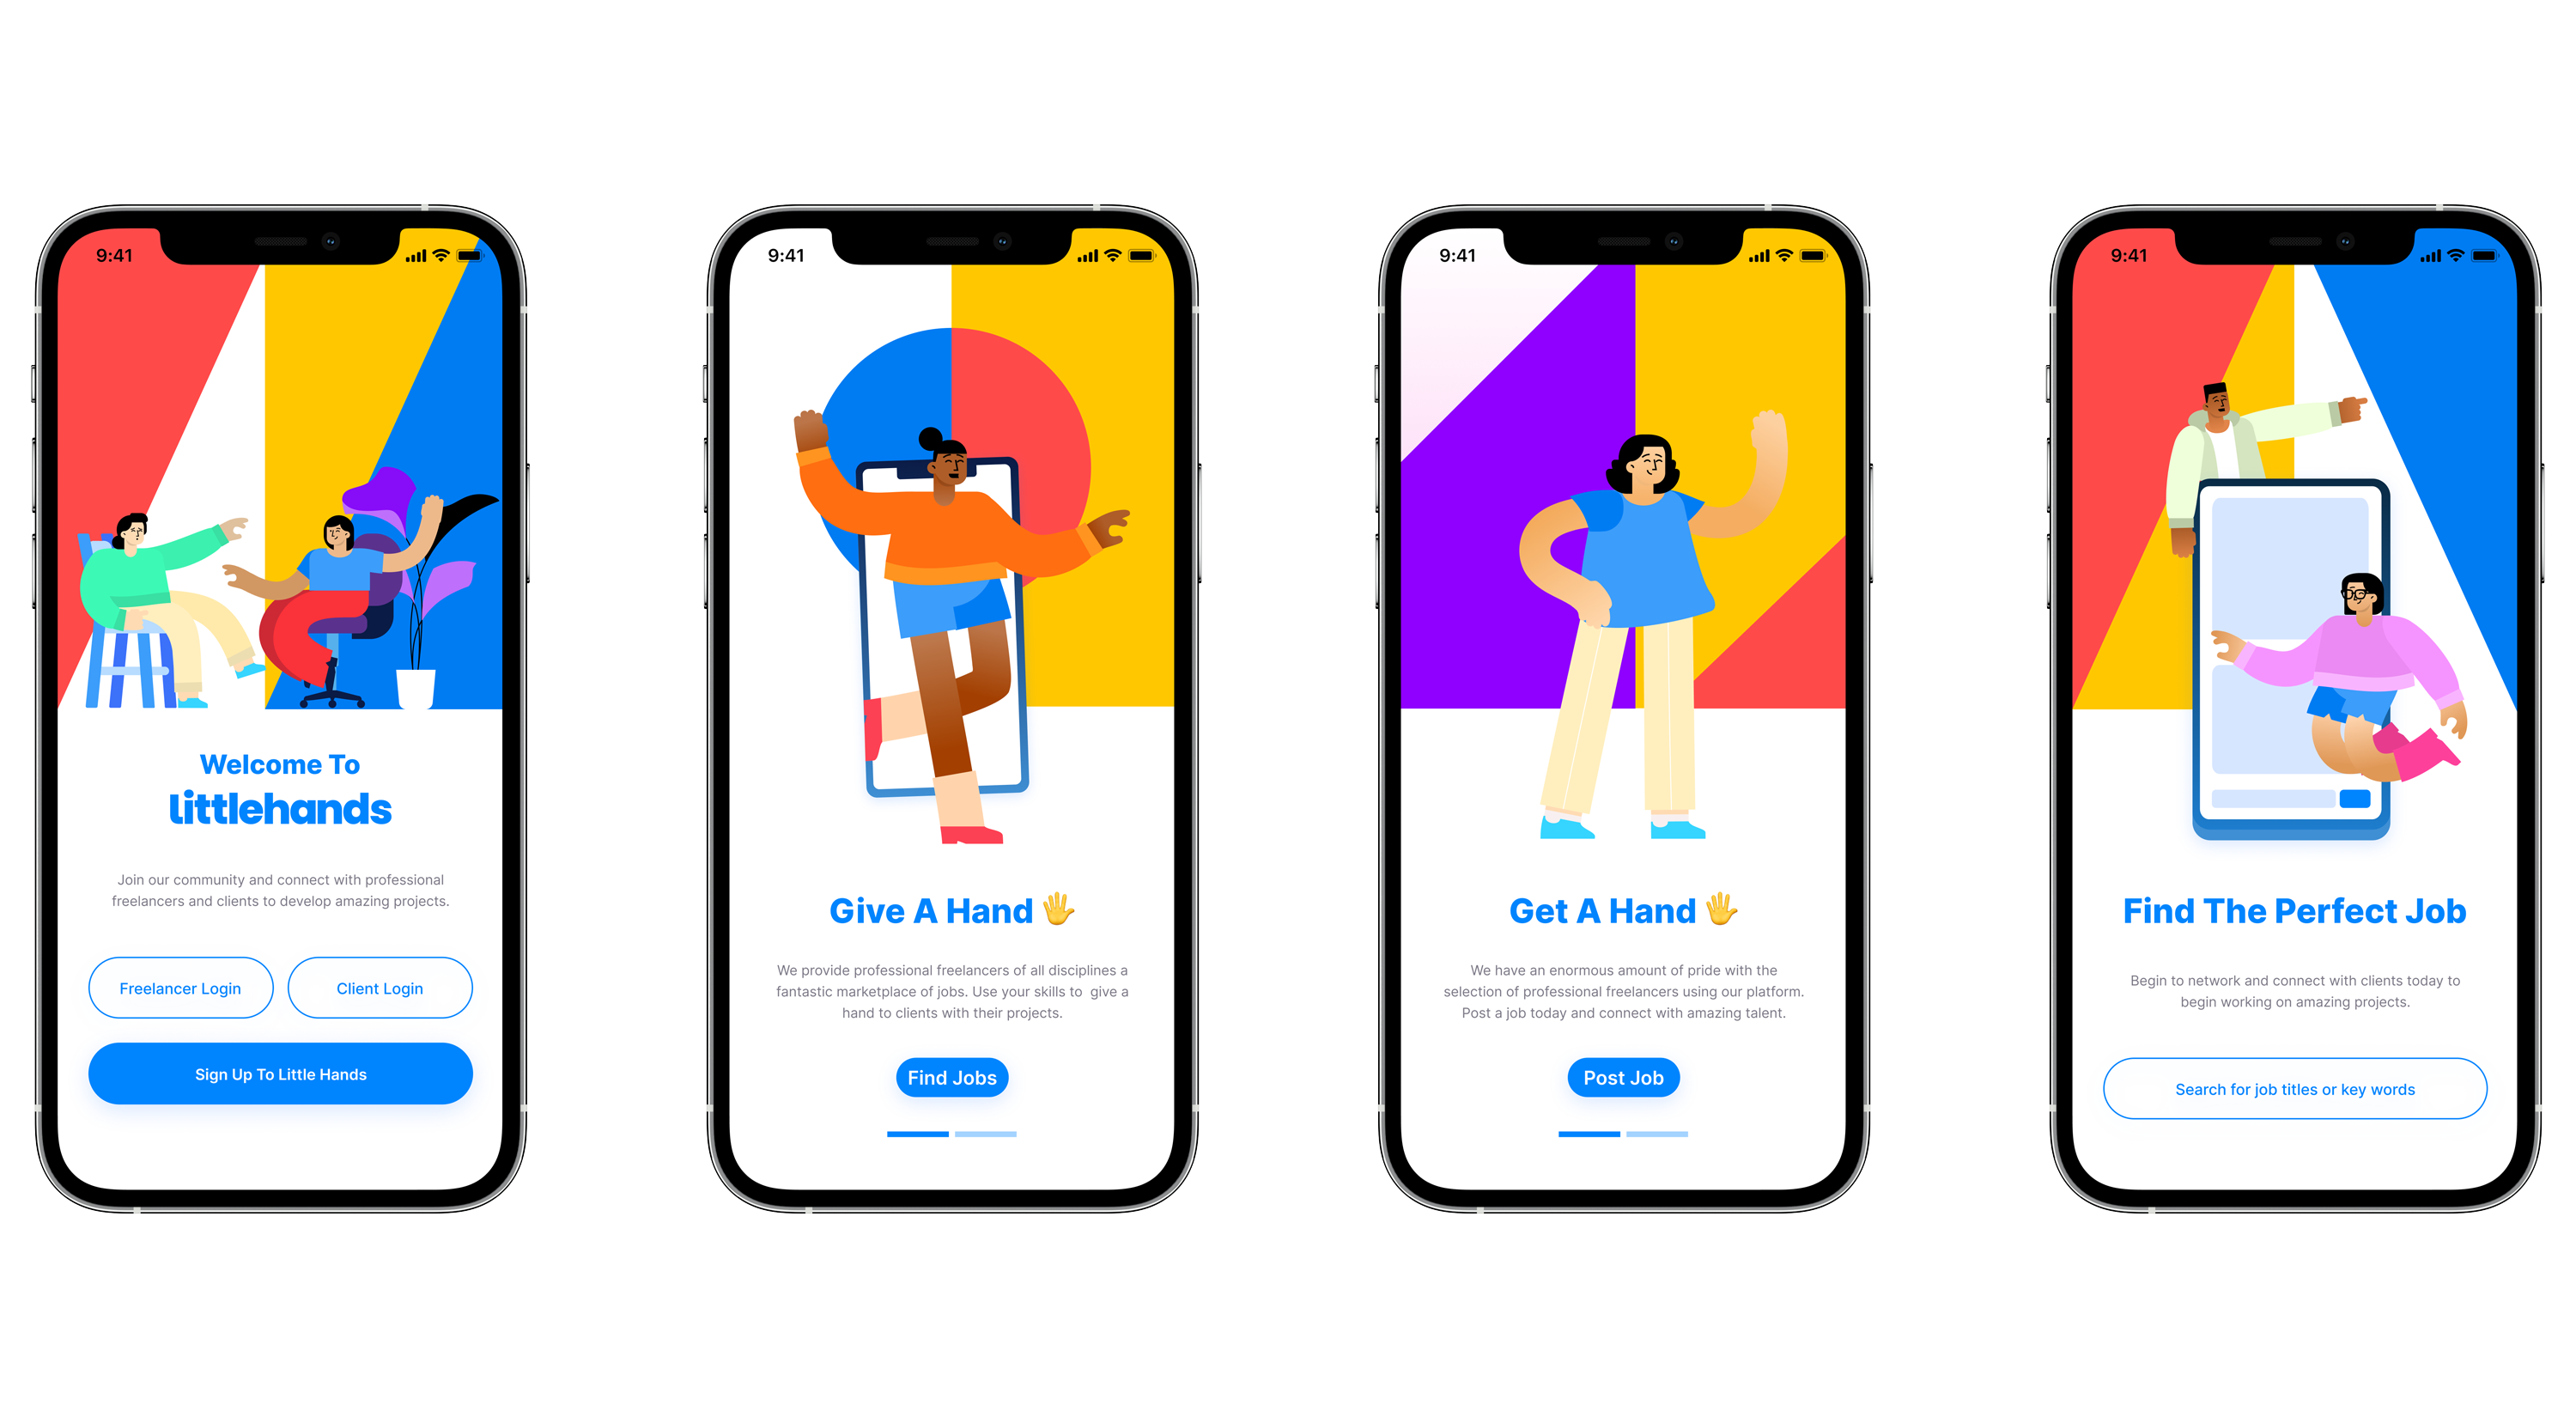 9:41
Welcome To
littlehands
Join our community and connect with professional
freelancers and clients to develop amazing projects.
Freelancer Login
Client Login
Sign Up To Little Hands
9:41
Give A Hand 🖐
We provide professional freelancers of all disciplines a
fantastic marketplace of jobs. Use your skills to  give a
hand to clients with their projects.
Find Jobs
9:41
Get A Hand 🖐
We have an enormous amount of pride with the
selection of professional freelancers using our platform.
Post a job today and connect with amazing talent.
Post Job
9:41
Find The Perfect Job
Begin to network and connect with clients today to
begin working on amazing projects.
Search for job titles or key words